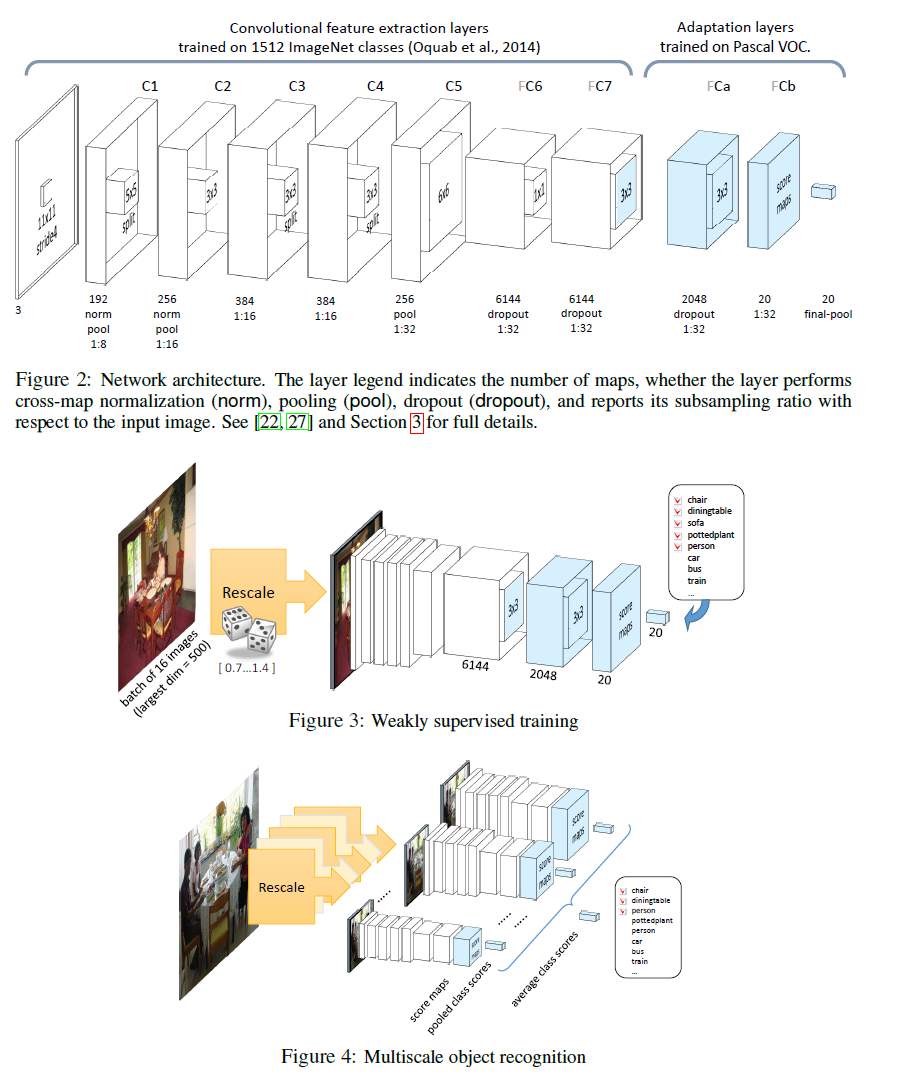 Convolutional feature extraction layers
trained on 1512 ImageNet classes (Oquab et al., 2014)
Adaptation layers
trained on Pascal VOC.
C1 C2 C3 C4 C5 FC6 FC7 FCa FCb
11x11
stride4
5x5
split
3x3
3x3
split
3x3
split
6x6
1x1
3x3
3x3
score
maps
3
192
norm
pool
1:8
256
norm
pool
1:16
384
1:16
384
1:16
256
pool
1:32
6144
dropout
1:32
6144
dropout
1:32
2048
dropout
1:32
20
1:32
20
final-pool
Figure 2: Network architecture. The layer legend indicates the number of maps, whether the layer performs
cross-map normalization (norm), pooling (pool), dropout (dropout), and reports its subsampling ratio with
respect to the input image. See [22, 27] and Section 3 for full details.
batch of 16 images
(largest dim = 500)
Rescale
[ 0.7...1.4 ]
3x3
6144
3x3
2048
score
maps
20
20
chair
diningtable
sofa
pottedplant
person
car
bus
train
...
Figure 3: Weakly supervised training
Rescale
score
maps
score
maps
score
maps
score maps
pooled class scores
average class scores
chair
diningtable
person
pottedplant
person
car
bus
train
...
Figure 4: Multiscale object recognition